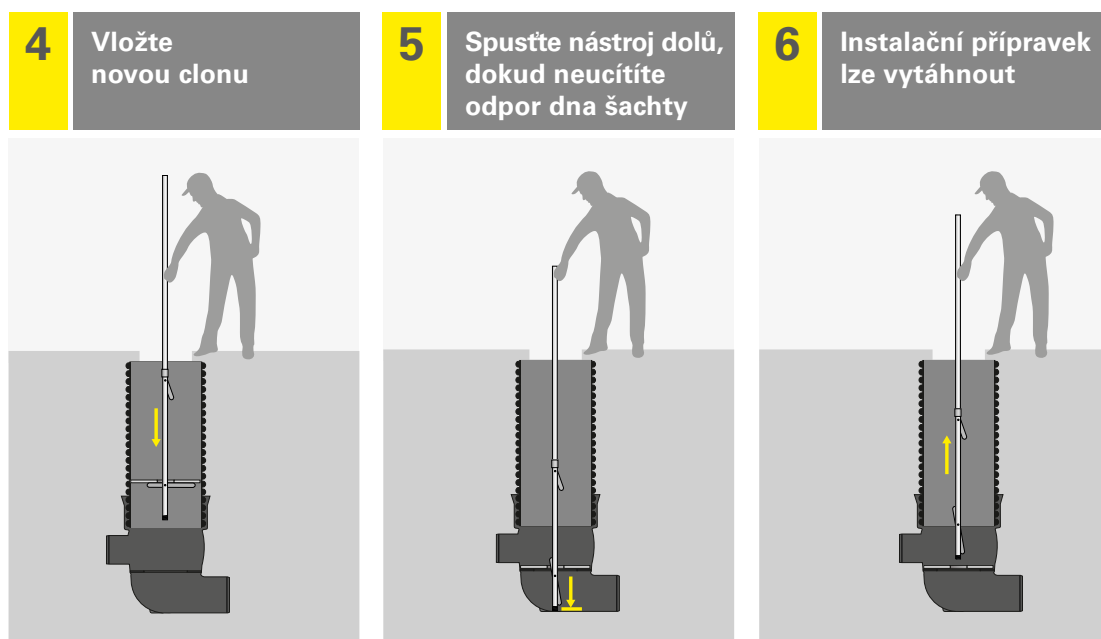 4
Vložte
novou clonu
5
Spusťte nástroj dolů,
dokud neucítíte
odpor dna šachty
6
Instalační přípravek
lze vytáhnout